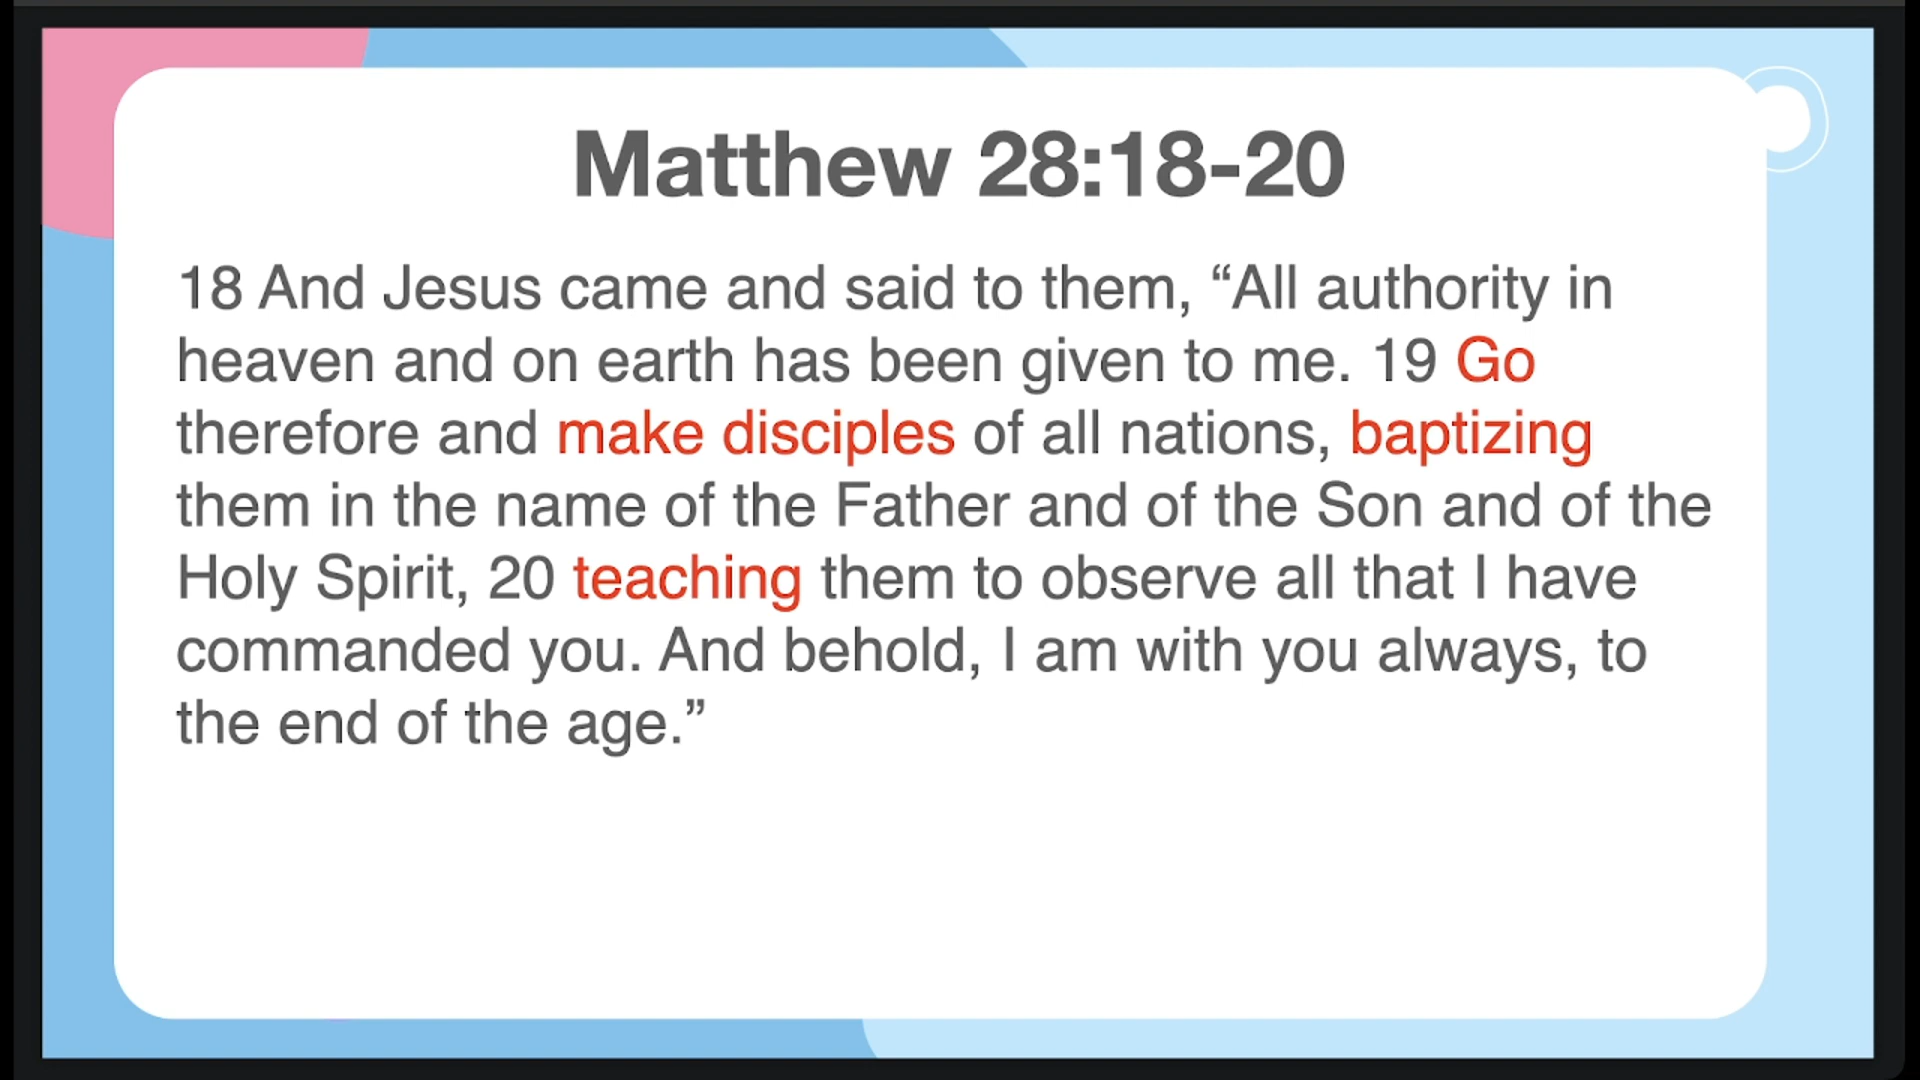 Matthew 28:18-20
18 And Jesus came and said to them, “All authority in
heaven and on earth has been given to me. 19 Go
therefore and make disciples of all nations, baptizing
them in the name of the Father and of the Son and of the
Holy Spirit, 20 teaching them to observe all that I have
commanded you. And behold, I am with you always, to
the end of the age.”